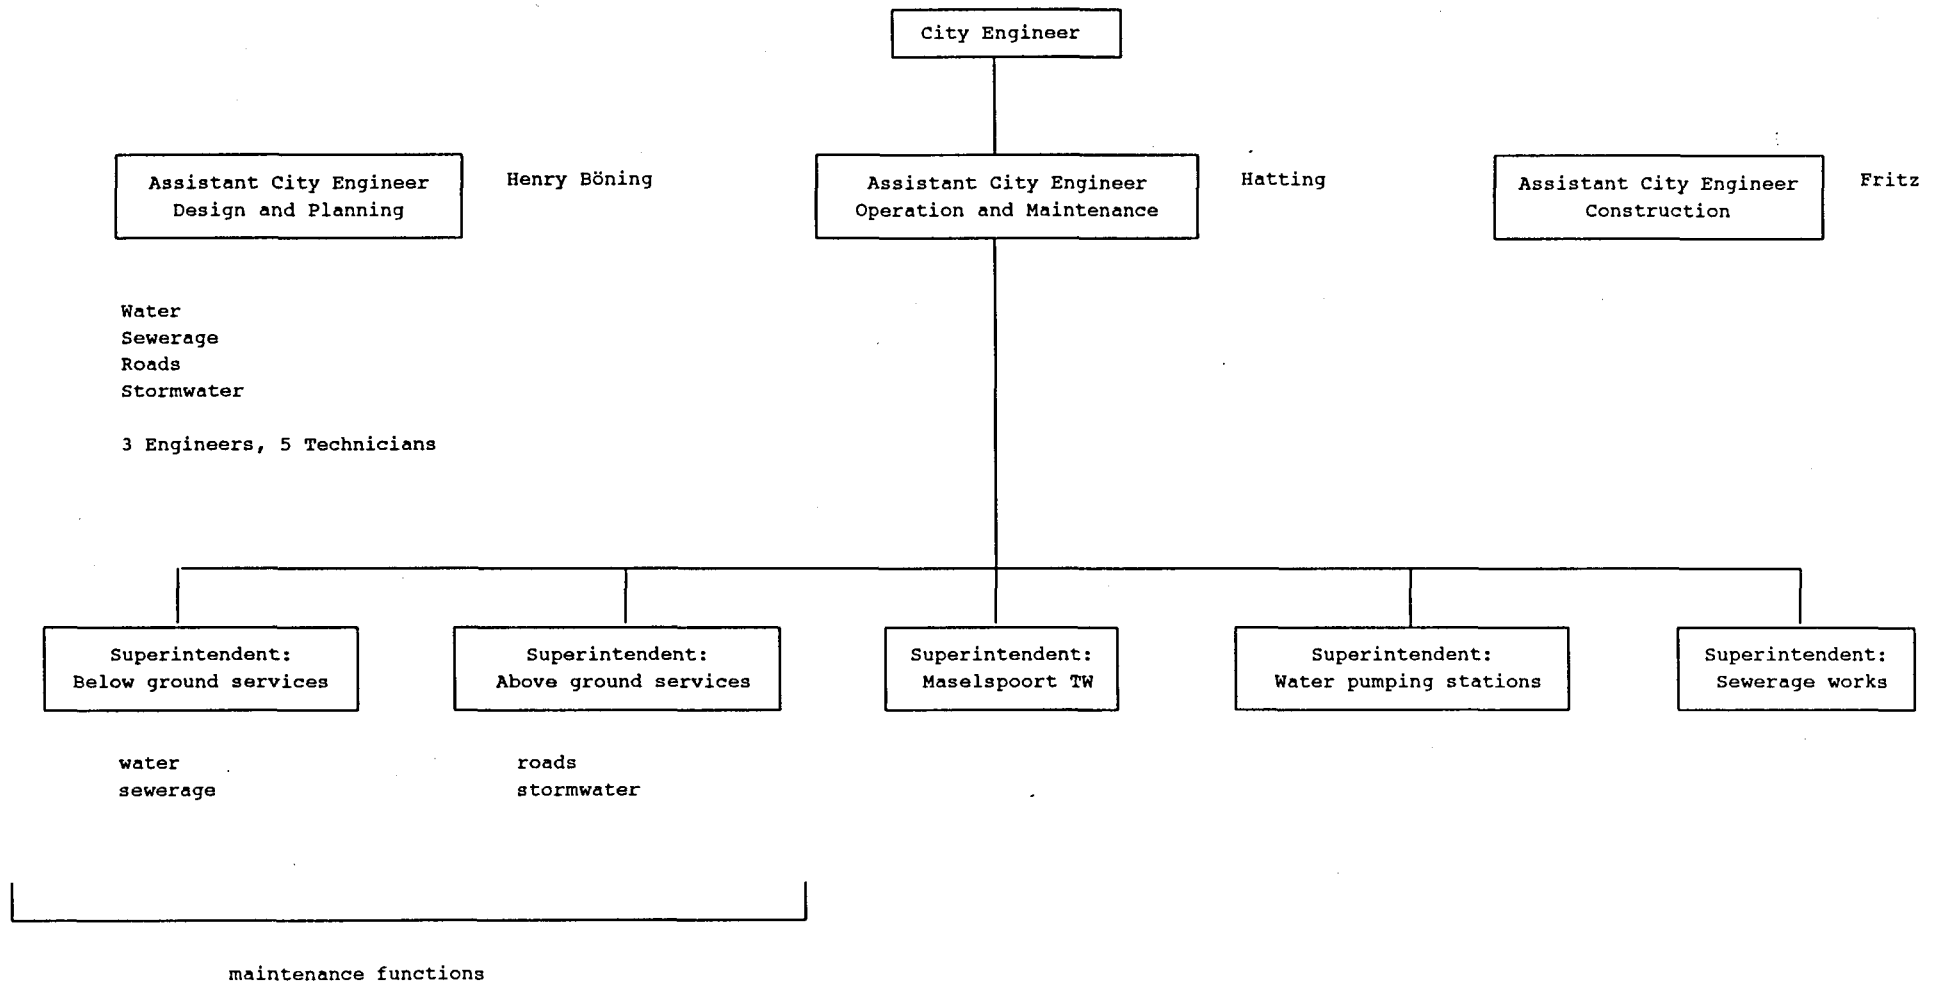 City Engineer
Assistant City Engineer
Design and Planning
Henry Böning
Assistant City Engineer
Operation and Maintenance
Hatting
Assistant City Engineer
Construction
Fritz
Water
Sewerage
Roads
Stormwater
3 Engineers, 5 Technicians
Superintendent:
Below ground services
Superintendent:
Above ground services
Superintendent:
Maselspoort TW
Superintendent:
Water pumping stations
Superintendent:
Sewerage works
water
sewerage
roads
stormwater
maintenance functions